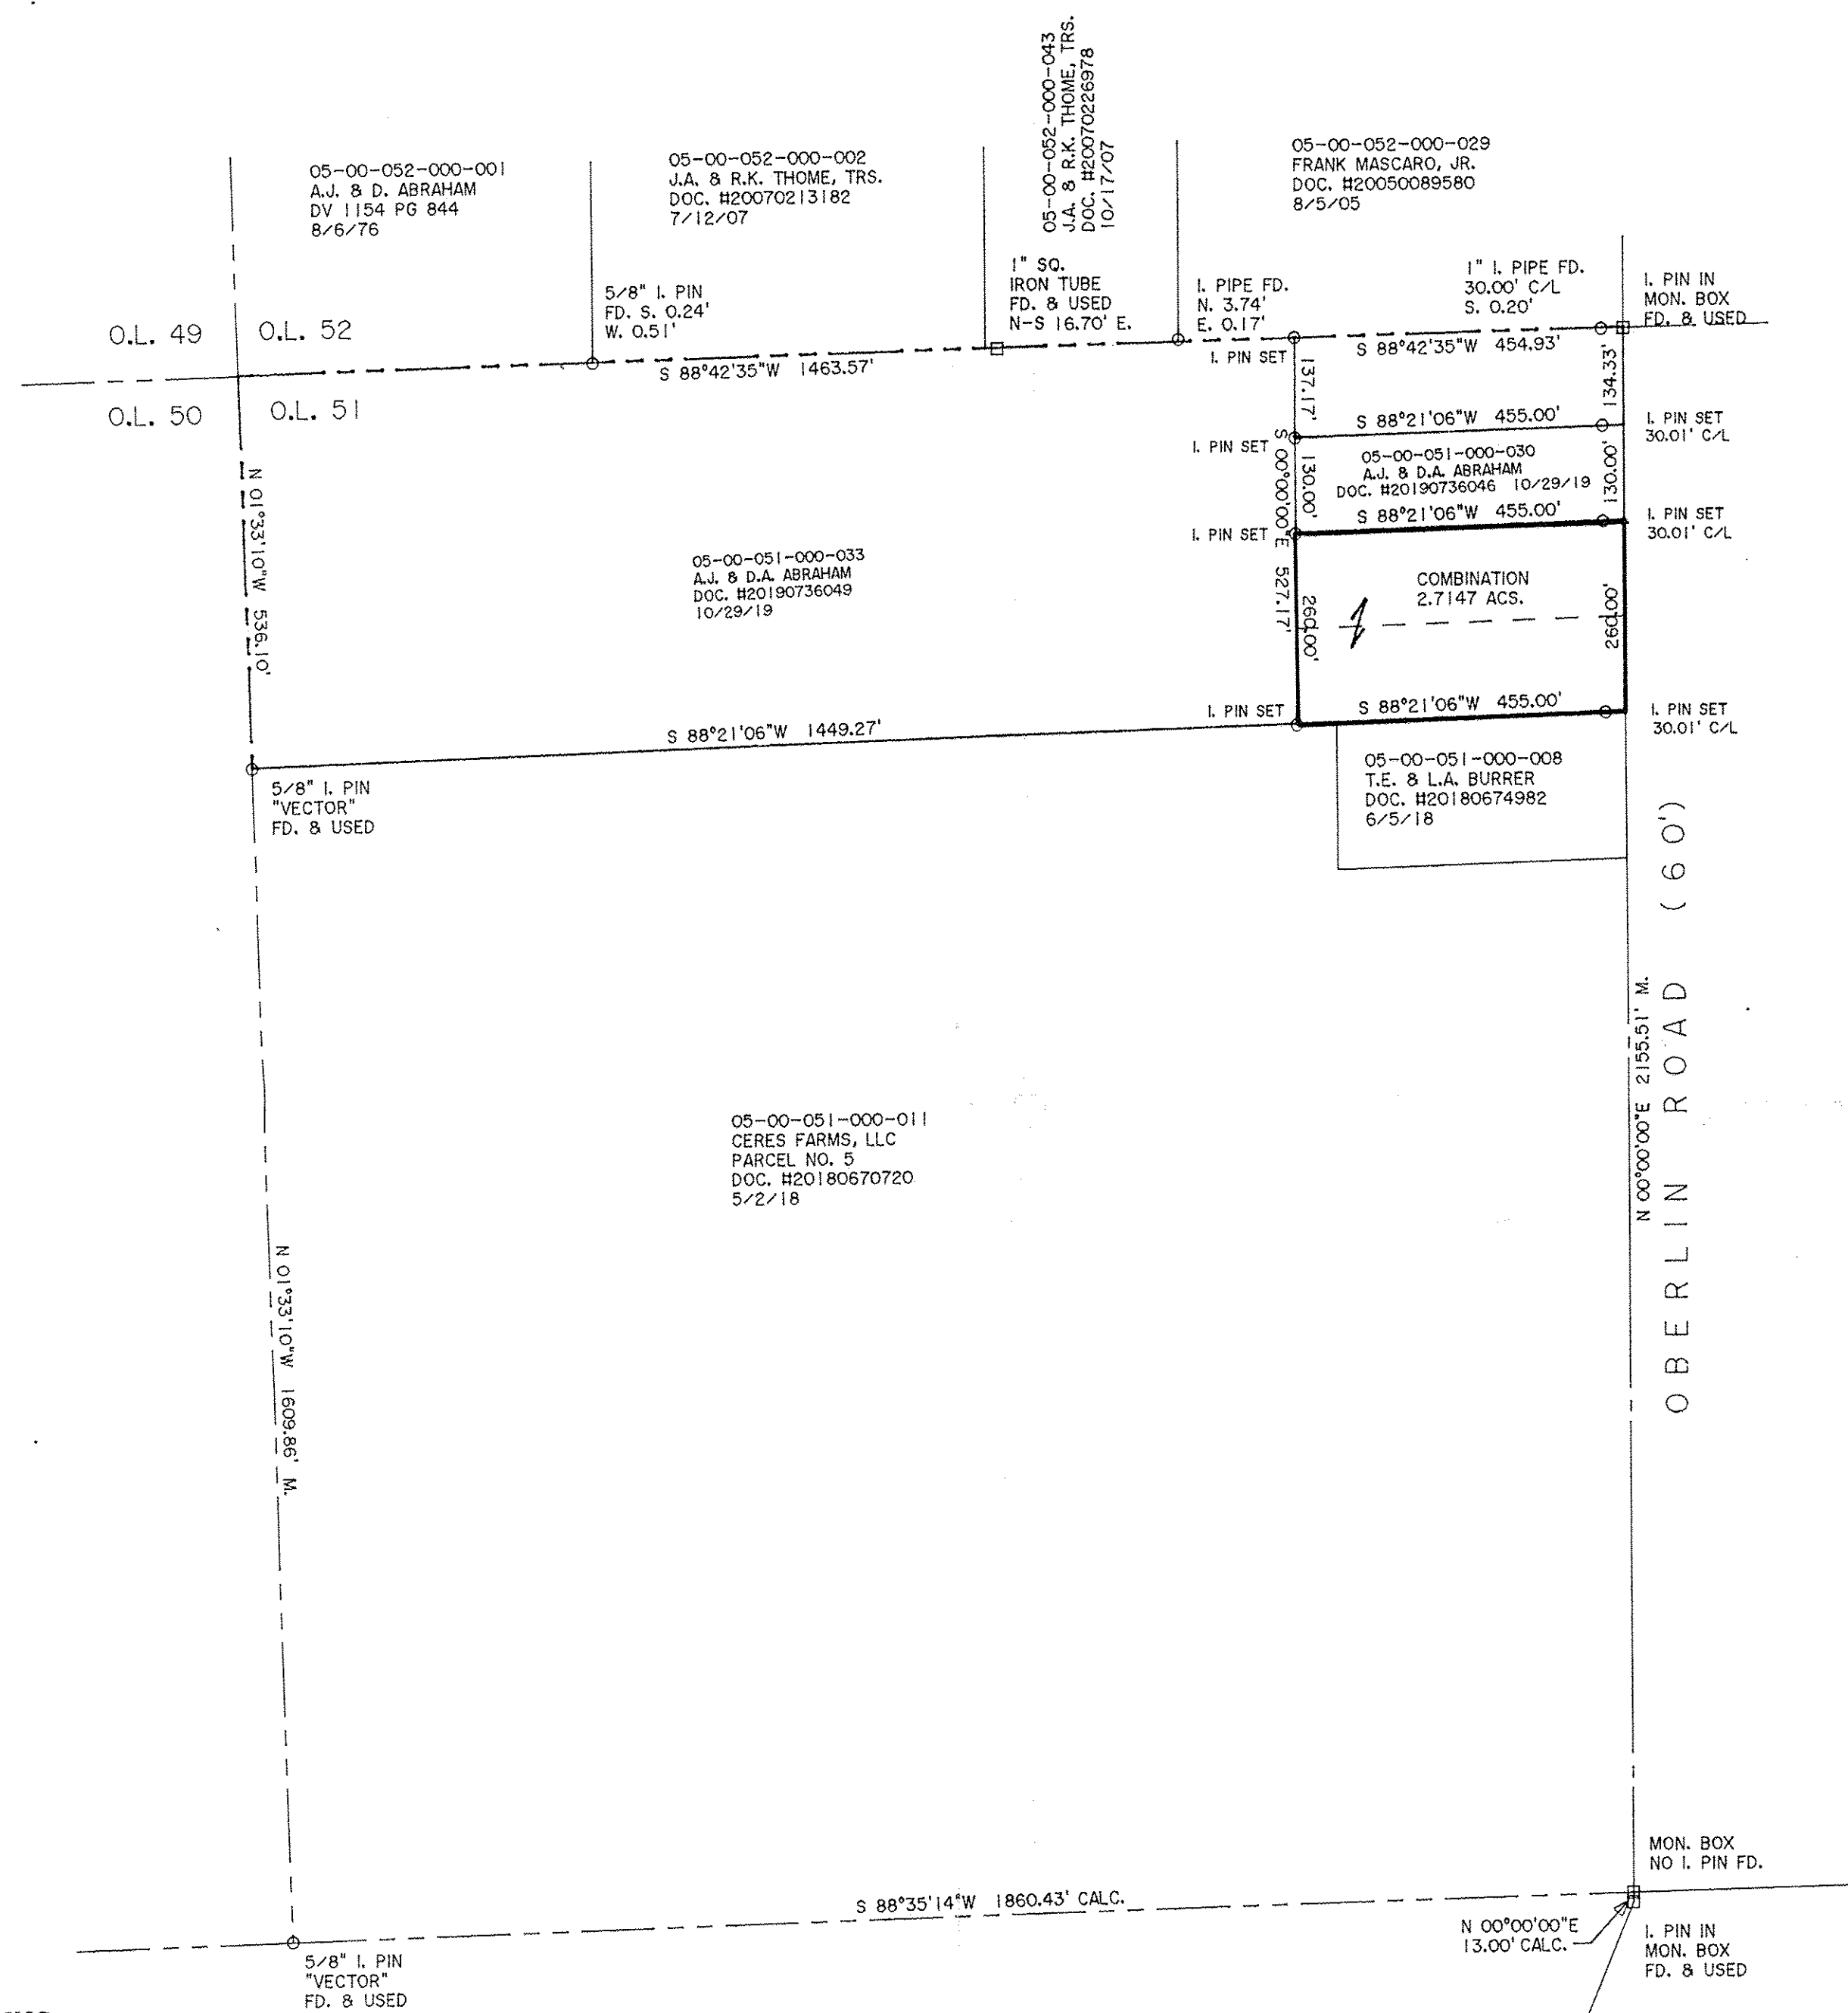 05-00-052-000-001
A.J. & D. ABRAHAM
DV 1154 PG 844
8/6/76
05-00-052-000-002
J.A. & R.K. THOME, TRS.
DOC. #20070213182
7/12/07
05-00-052-000-043
J.A. & R.K. THOME, TRS.
DOC. #20070226978
10/17/07
05-00-052-000-029
FRANK MASCARO, JR.
DOC. #20050089580
8/5/05
5/8" I. PIN
FD. S. 0.24'
W. 0.51'
1" SQ.
IRON TUBE
FD. & USED
N-S 16.70' E.
I. PIPE FD.
N. 3.74'
E. 0.17'
1" I. PIPE FD.
30.00' C/L
S. 0.20'
I. PIN IN
MON. BOX
FD. & USED
O.L. 49
O.L. 52
O.L. 50
O.L. 51
S 88°42'35"W 1463.57'
I. PIN SET
S 88°42'35"W 454.93'
137.17'
134.33'
S 88°21'06"W 455.00'
I. PIN SET
30.01' C/L
I. PIN SET
05-00-051-000-030
A.J. & D.A. ABRAHAM
DOC. #20190736046 10/29/19
130.00'
130.00'
S 88°21'06"W 455.00'
I. PIN SET
30.01' C/L
I. PIN SET
S 00°00'00"E 527.17'
N 01°33'10"W 536.10'
05-00-051-000-033
A.J. & D.A. ABRAHAM
DOC. #20190736049
10/29/19
COMBINATION
2.7147 ACS.
260.00'
260.00'
I. PIN SET
S 88°21'06"W 455.00'
I. PIN SET
30.01' C/L
S 88°21'06"W 1449.27'
5/8" I. PIN
"VECTOR"
FD. & USED
05-00-051-000-008
T.E. & L.A. BURRER
DOC. #20180674982
6/5/18
OBERLIN ROAD (60')
N 00°00'00"E 2155.51' M.
05-00-051-000-011
CERES FARMS, LLC
PARCEL NO. 5
DOC. #20180670720
5/2/18
N 01°33'10"W 1609.86' M.
MON. BOX
NO I. PIN FD.
S 88°35'14"W 1860.43' CALC.
N 00°00'00"E
13.00' CALC.
I. PIN IN
MON. BOX
FD. & USED
5/8" I. PIN
"VECTOR"
FD. & USED